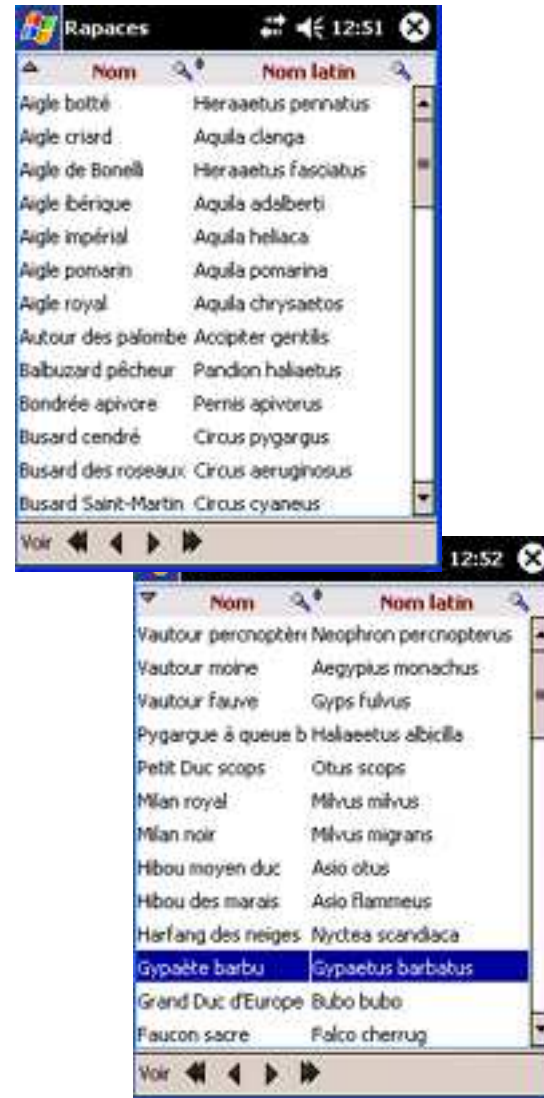 Rapaces 12:51
Nom Nom latin
Aigle botté Hieraaetus pennatus
Aigle criard Aquila clanga
Aigle de Bonelli Hieraaetus fasciatus
Aigle ibérique Aquila adalberti
Aigle impérial Aquila heliaca
Aigle pomarin Aquila pomarina
Aigle royal Aquila chrysaetos
Autour des palombe Accipiter gentilis
Balbuzard pêcheur Pandion haliaetus
Bondrée apivore Pernis apivorus
Busard cendré Circus pygargus
Busard des roseaux Circus aeruginosus
Busard Saint-Martin Circus cyaneus
Voir
12:52
Nom Nom latin
Vautour percnoptère Neophron percnopterus
Vautour moine Aegypius monachus
Vautour fauve Gyps fulvus
Pygargue à queue b Haliaeetus albicilla
Petit Duc scops Otus scops
Milan royal Milvus milvus
Milan noir Milvus migrans
Hibou moyen duc Asio otus
Hibou des marais Asio flammeus
Harfang des neiges Nyctea scandiaca
Gypaète barbu Gypaetus barbatus
Grand Duc d'Europe Bubo bubo
Faucon sacre Falco cherrug
Voir